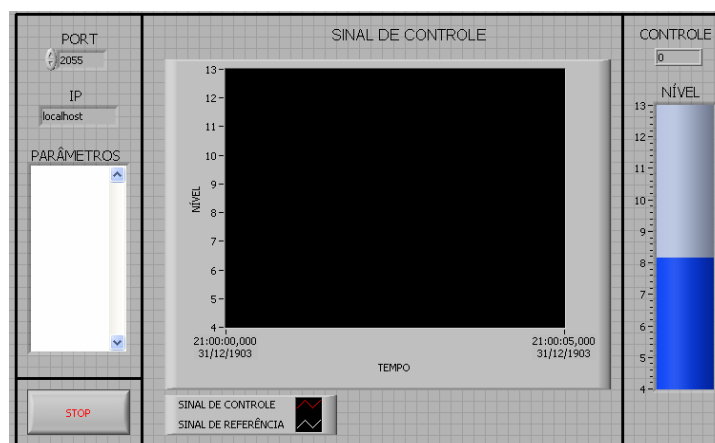 PORT
2055
IP
localhost
PARÂMETROS
STOP
SINAL DE CONTROLE
NÍVEL
13
12
11
10
9
8
7
6
5
4
21:00:00,000
31/12/1903
21:00:05,000
31/12/1903
TEMPO
SINAL DE CONTROLE
SINAL DE REFERÊNCIA
CONTROLE
0
NÍVEL
13
12
11
10
9
8
7
6
5
4